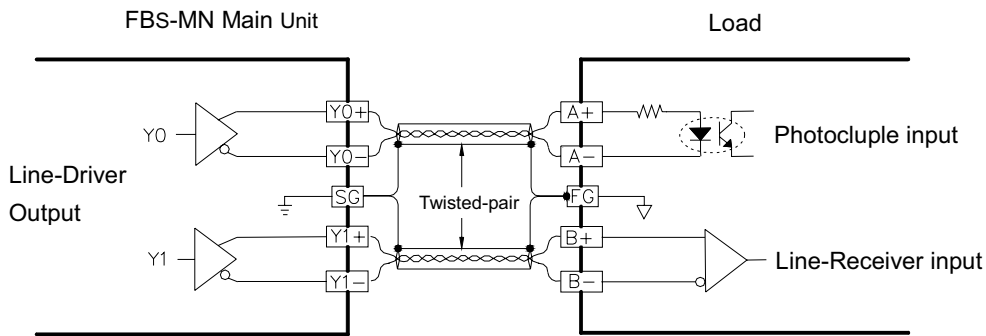 FBS-MN Main Unit
Load
Y0
Y0+
Y0-
A+
A-
Photocluple input
Line-Driver
Output
SG
Twisted-pair
FG
Y1
Y1+
Y1-
B+
B-
Line-Receiver input